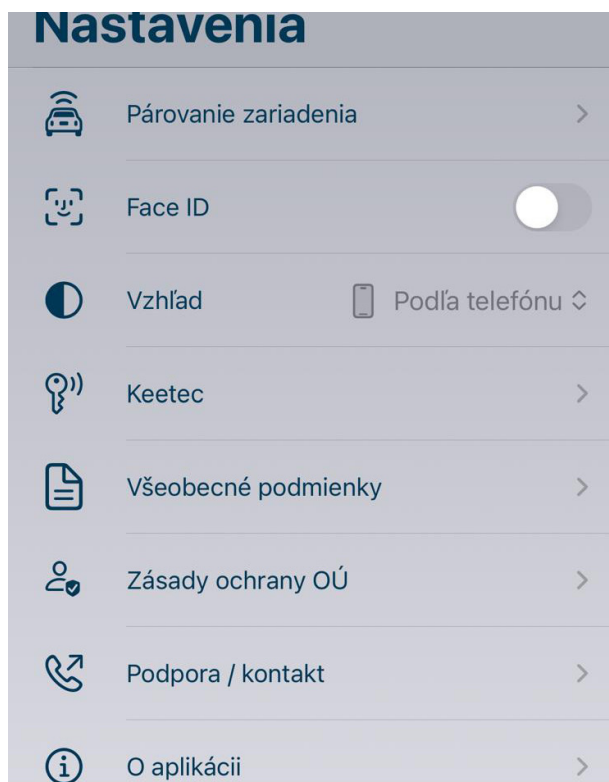 Nastavenia
Párovanie zariadenia
Face ID
Vzhľad Podľa telefónu
Keetec
Všeobecné podmienky
Zásady ochrany OÚ
Podpora / kontakt
O aplikácii